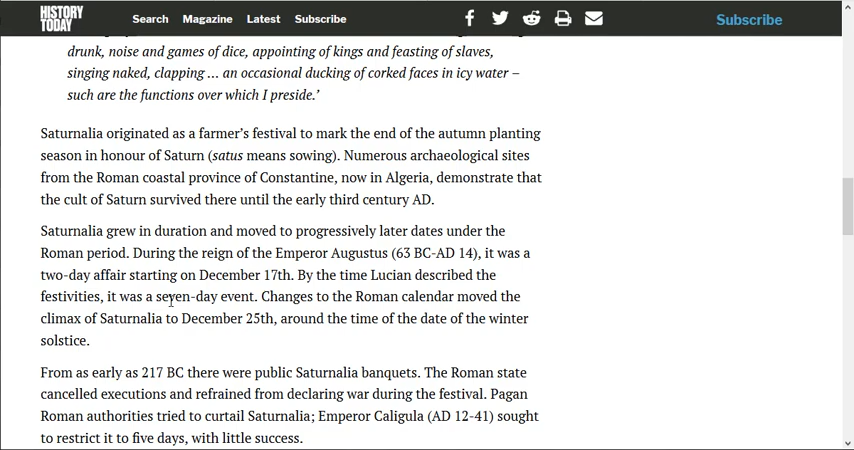 HISTORY
TODAY
Search Magazine Latest Subscribe
Subscribe
drunk, noise and games of dice, appointing of kings and feasting of slaves,
singing naked, clapping … an occasional ducking of corked faces in icy water –
such are the functions over which I preside.’
Saturnalia originated as a farmer’s festival to mark the end of the autumn planting
season in honour of Saturn (satus means sowing). Numerous archaeological sites
from the Roman coastal province of Constantine, now in Algeria, demonstrate that
the cult of Saturn survived there until the early third century AD.
Saturnalia grew in duration and moved to progressively later dates under the
Roman period. During the reign of the Emperor Augustus (63 BC-AD 14), it was a
two-day affair starting on December 17th. By the time Lucian described the
festivities, it was a seven-day event. Changes to the Roman calendar moved the
climax of Saturnalia to December 25th, around the time of the date of the winter
solstice.
From as early as 217 BC there were public Saturnalia banquets. The Roman state
cancelled executions and refrained from declaring war during the festival. Pagan
Roman authorities tried to curtail Saturnalia; Emperor Caligula (AD 12-41) sought
to restrict it to five days, with little success.